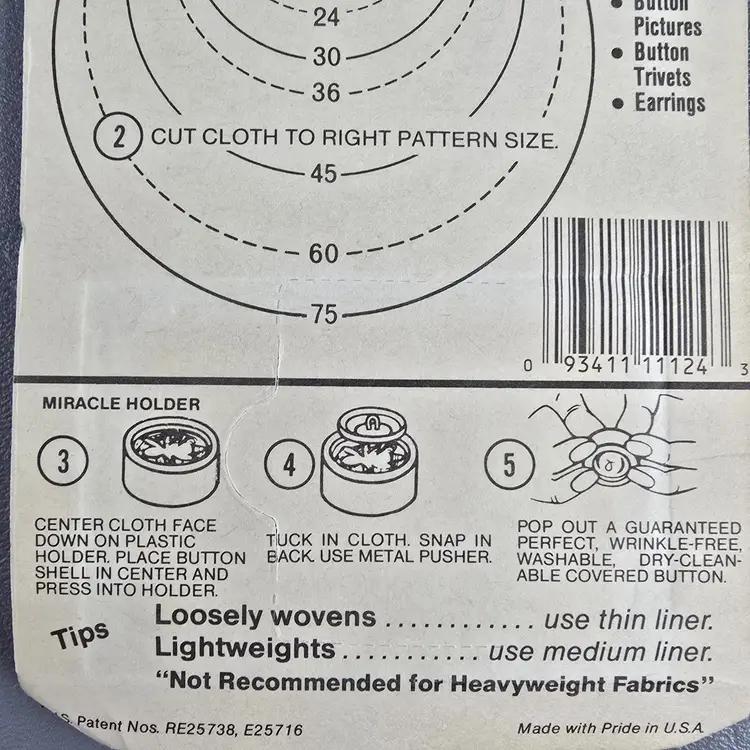 24
• Button
Pictures
30
• Button
Trivets
36
• Earrings
2 CUT CLOTH TO RIGHT PATTERN SIZE.
45
60
75
0 93411 11124 3
MIRACLE HOLDER
3
CENTER CLOTH FACE
DOWN ON PLASTIC
HOLDER. PLACE BUTTON
SHELL IN CENTER AND
PRESS INTO HOLDER.
4
TUCK IN CLOTH. SNAP IN
BACK. USE METAL PUSHER.
5
POP OUT A GUARANTEED
PERFECT, WRINKLE-FREE,
WASHABLE, DRY-CLEAN-
ABLE COVERED BUTTON.
Tips
Loosely wovens ............ use thin liner.
Lightweights ........... use medium liner.
“Not Recommended for Heavyweight Fabrics”
S. Patent Nos. RE25738, E25716
Made with Pride in U.S.A.